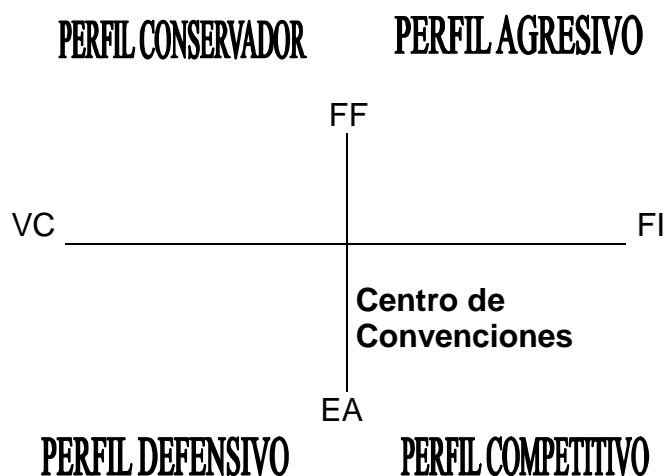 PERFIL CONSERVADOR
PERFIL AGRESIVO
FF
VC
FI
Centro de
Convenciones
EA
PERFIL DEFENSIVO
PERFIL COMPETITIVO